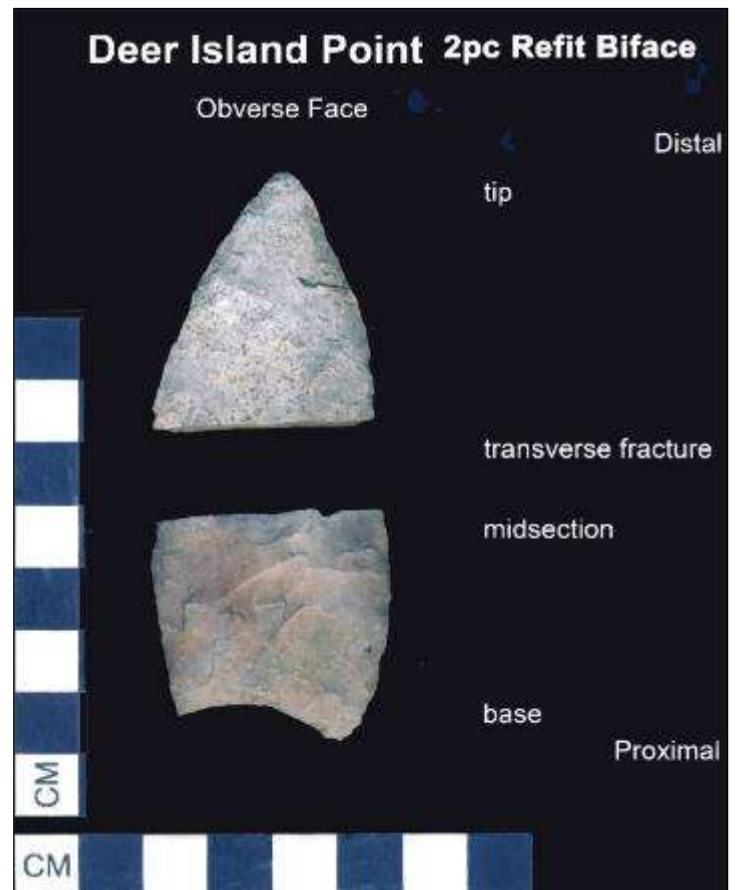 Deer Island Point 2pc Refit Biface
Obverse Face
Distal
tip
transverse fracture
midsection
base
Proximal
CM
CM